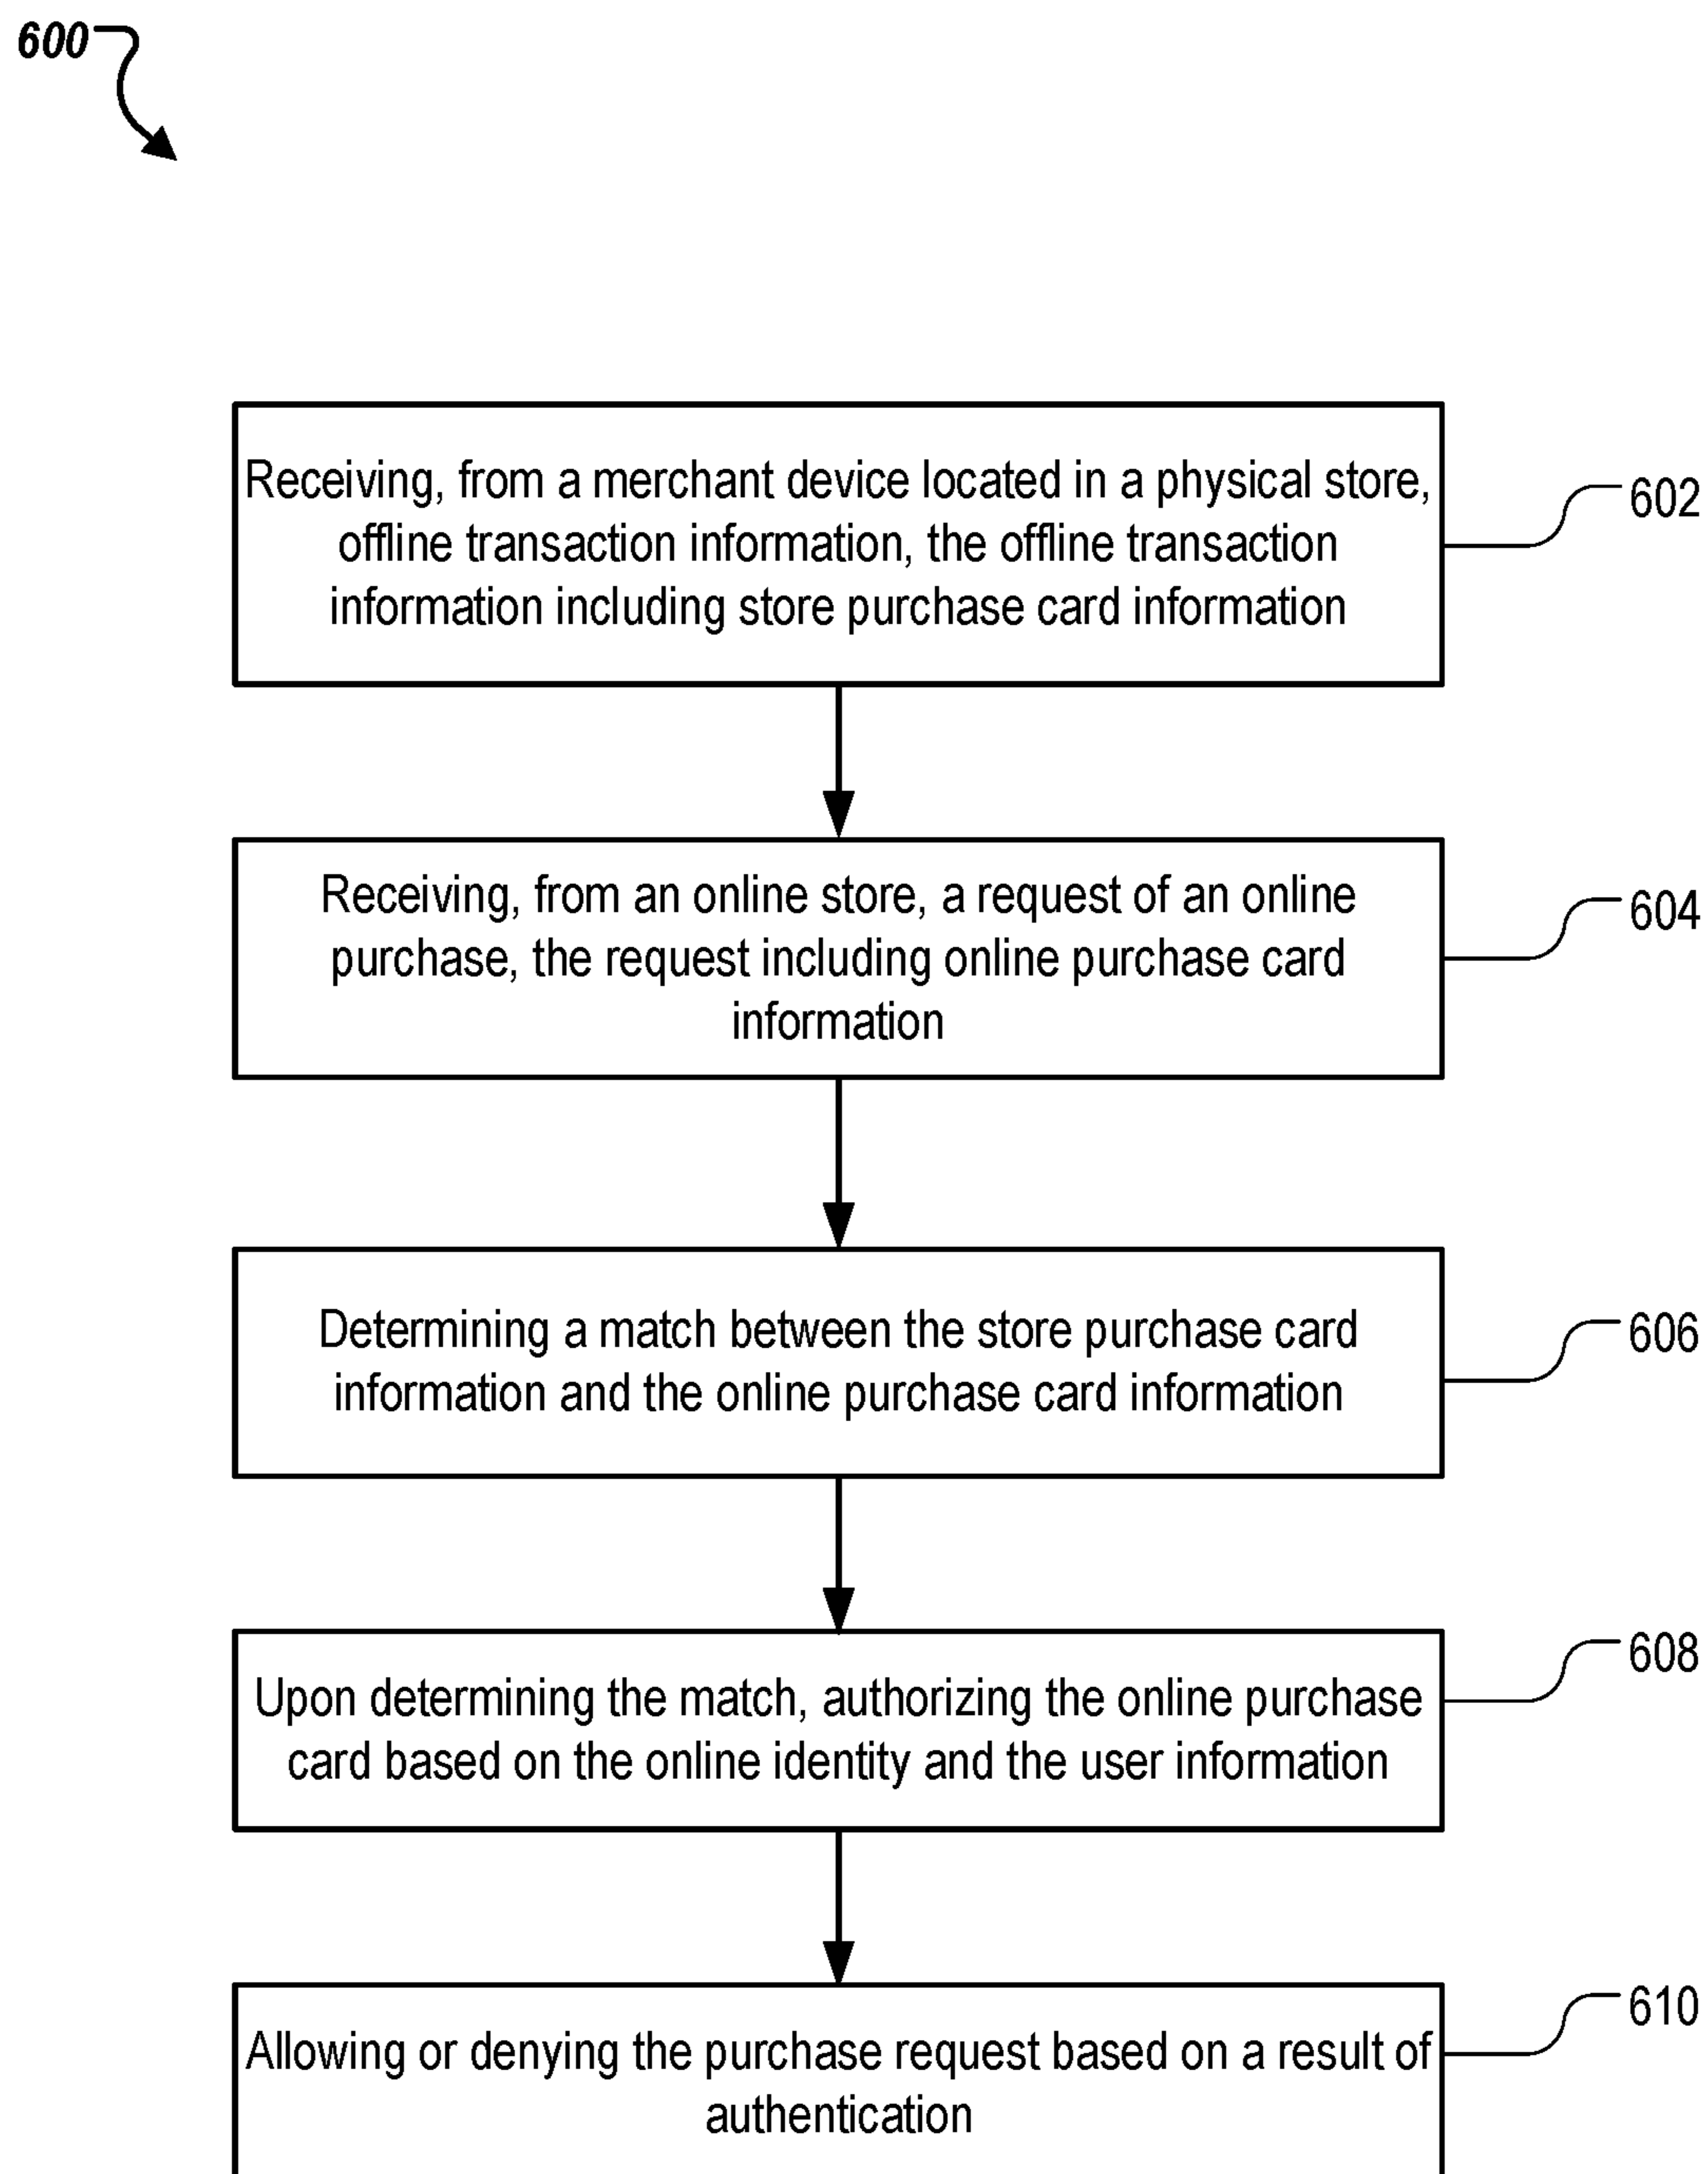 600
Receiving, from a merchant device located in a physical store,
offline transaction information, the offline transaction
information including store purchase card information
602
Receiving, from an online store, a request of an online
purchase, the request including online purchase card
information
604
Determining a match between the store purchase card
information and the online purchase card information
606
Upon determining the match, authorizing the online purchase
card based on the online identity and the user information
608
Allowing or denying the purchase request based on a result of
authentication
610